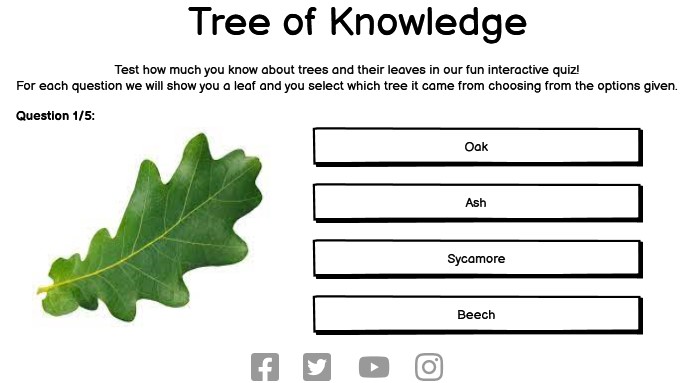 Tree of Knowledge
Test how much you know about trees and their leaves in our fun interactive quiz!
For each question we will show you a leaf and you select which tree it came from choosing from the options given.
Question 1/5:
Oak
Ash
Sycamore
Beech